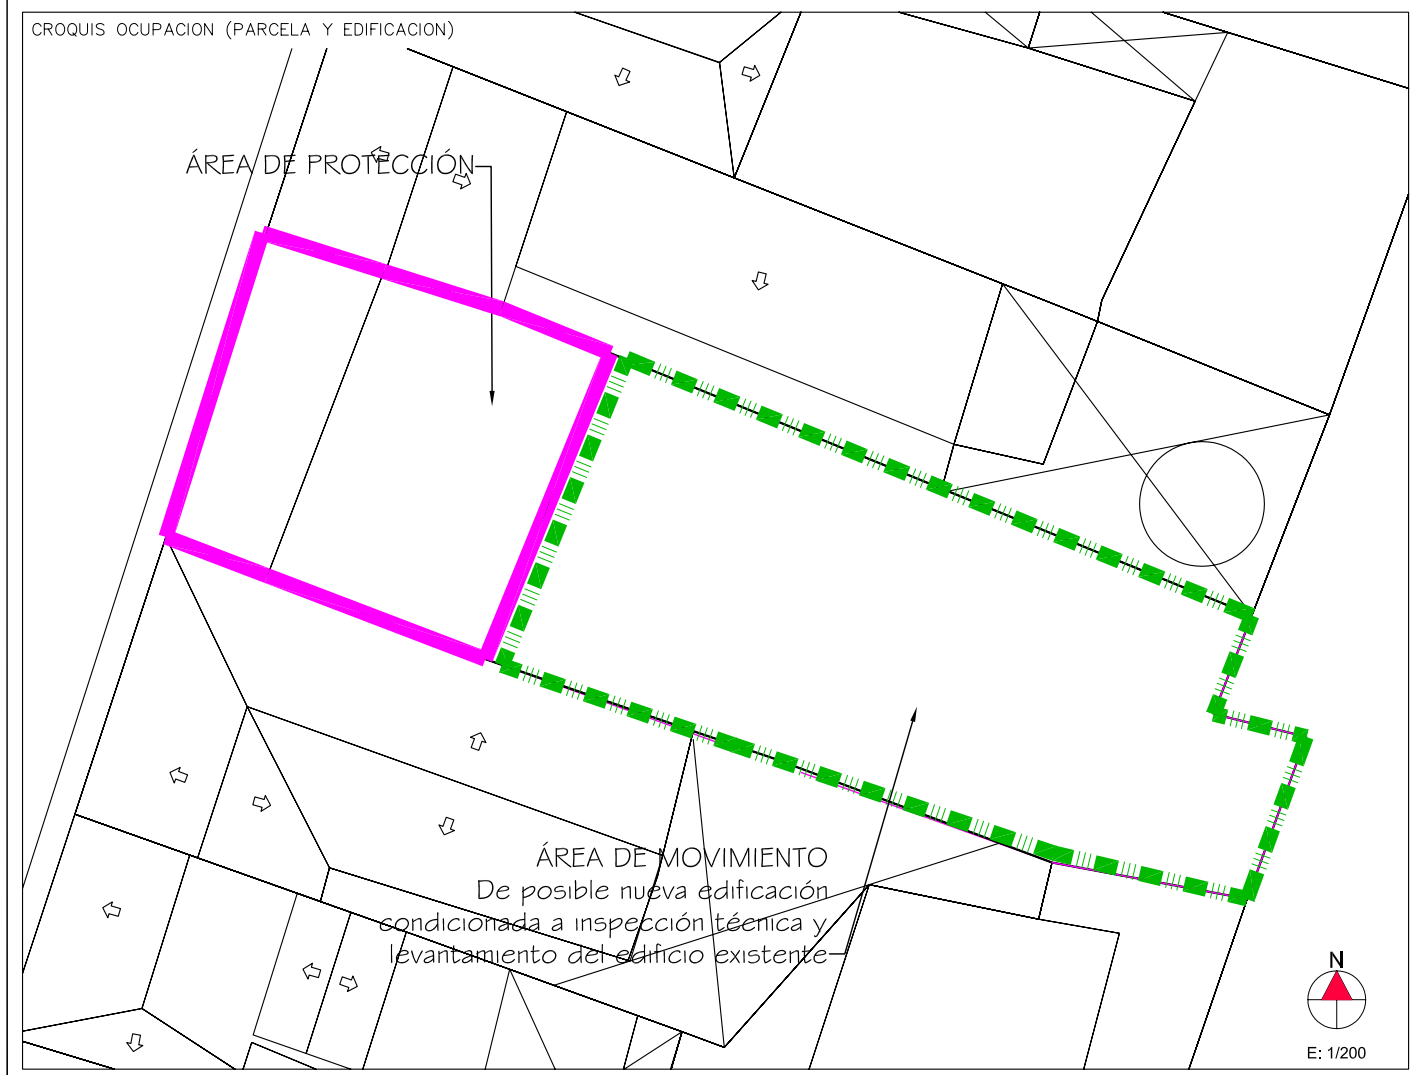 CROQUIS OCUPACION (PARCELA Y EDIFICACION)
ÁREA DE PROTECCIÓN
ÁREA DE MOVIMIENTO
De posible nueva edificación
condicionada a inspección técnica y
levantamiento del edificio existente
N
E: 1/200